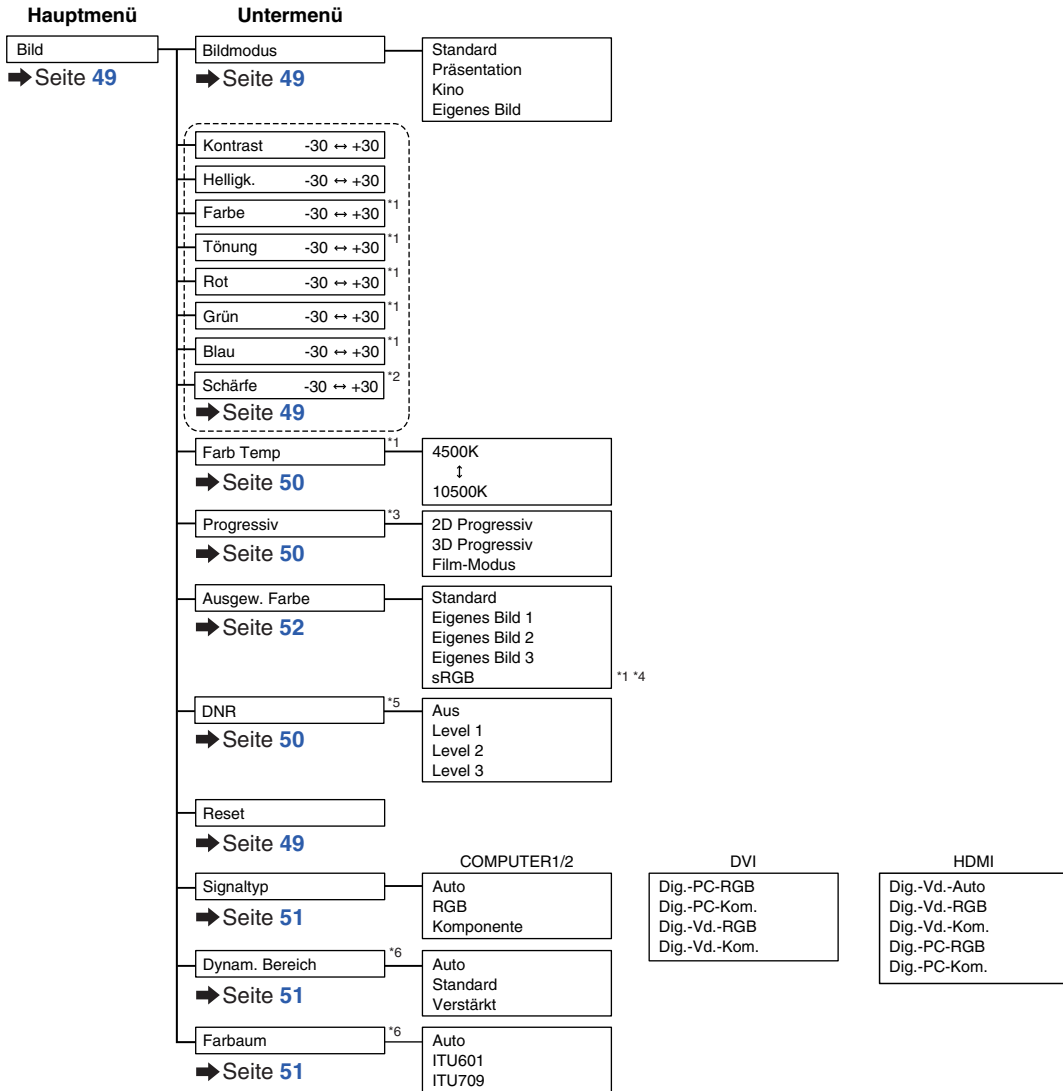 Hauptmenü Untermenü
Bild
Seite 49
Bildmodus
Seite 49
Standard
Präsentation
Kino
Eigenes Bild
Kontrast -30 ↔ +30
Helligk. -30 ↔ +30
Farbe -30 ↔ +30 *1
Tönung -30 ↔ +30 *1
Rot -30 ↔ +30 *1
Grün -30 ↔ +30 *1
Blau -30 ↔ +30 *1
Schärfe -30 ↔ +30 *2
Seite 49
Farb Temp *1
Seite 50
4500K
↕
10500K
Progressiv *3
Seite 50
2D Progressiv
3D Progressiv
Film-Modus
Ausgew. Farbe
Seite 52
Standard
Eigenes Bild 1
Eigenes Bild 2
Eigenes Bild 3
sRGB *1 *4
DNR *5
Seite 50
Aus
Level 1
Level 2
Level 3
Reset
Seite 49
Signaltyp
Seite 51
COMPUTER1/2
Auto
RGB
Komponente
DVI
Dig.-PC-RGB
Dig.-PC-Kom.
Dig.-Vd.-RGB
Dig.-Vd.-Kom.
HDMI
Dig.-Vd.-Auto
Dig.-Vd.-RGB
Dig.-Vd.-Kom.
Dig.-PC-RGB
Dig.-PC-Kom.
Dynam. Bereich *6
Seite 51
Auto
Standard
Verstärkt
Farbaum *6
Seite 51
Auto
ITU601
ITU709